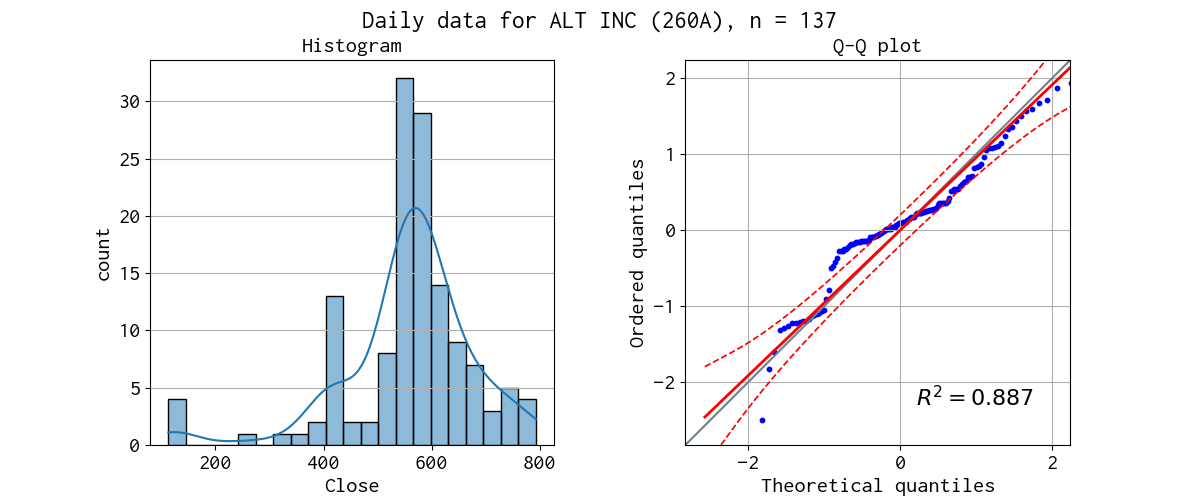 Daily data for ALT INC (260A), n = 137
Histogram
count
0
5
10
15
20
25
30
200
400
600
800
Close
Q-Q plot
Ordered quantiles
2
1
0
−1
−2
R² = 0.887
−2
0
2
Theoretical quantiles